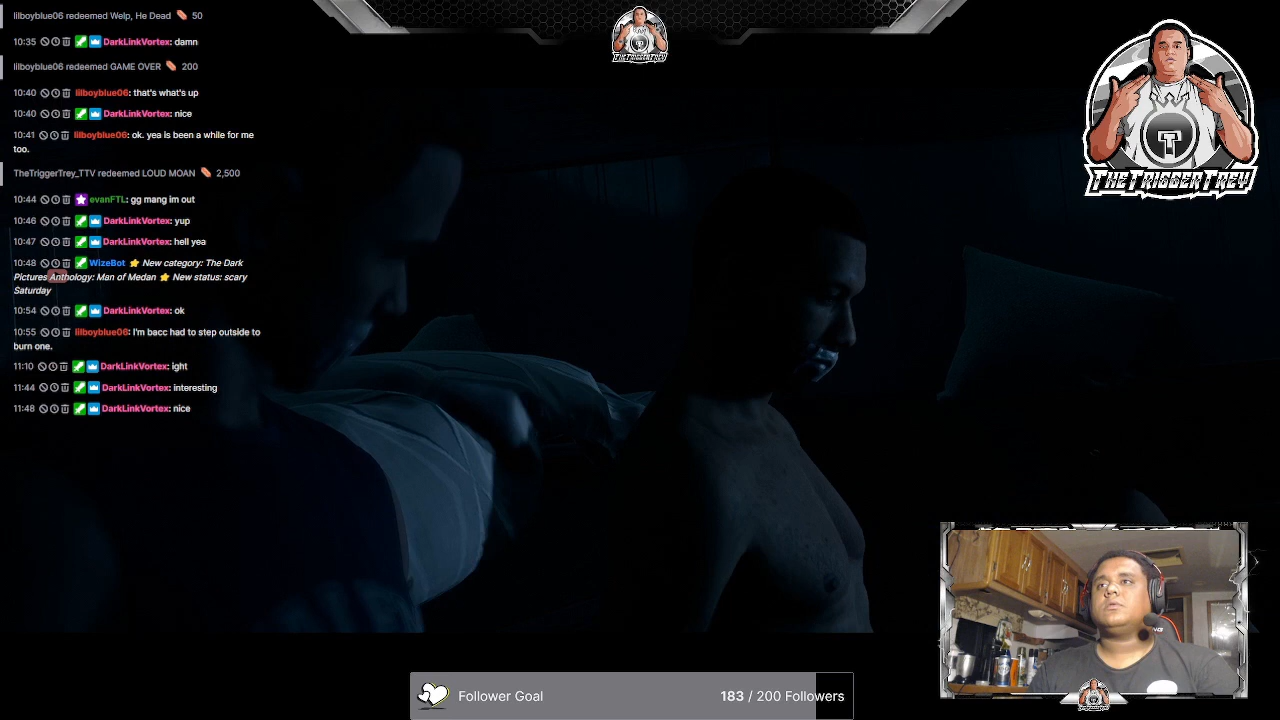 lilboyblue06 redeemed Welp, He Dead 50
10:35 DarkLinkVortex: damn
lilboyblue06 redeemed GAME OVER 200
10:40 lilboyblue06: that's what's up
10:40 DarkLinkVortex: nice
10:41 lilboyblue06: ok. yea is been a while for me
too.
TheTriggerTrey_TTV redeemed LOUD MOAN 2,500
10:44 evanFTL: gg mang im out
10:46 DarkLinkVortex: yup
10:47 DarkLinkVortex: hell yea
10:48 WizeBot New category: The Dark
Pictures Anthology: Man of Medan New status: scary
Saturday
10:54 DarkLinkVortex: ok
10:55 lilboyblue06: I'm bacc had to step outside to
burn one.
11:10 DarkLinkVortex: ight
11:44 DarkLinkVortex: interesting
11:48 DarkLinkVortex: nice
THETRIGGERTREY
T
THETRIGGERTREY
Follower Goal 183 / 200 Followers